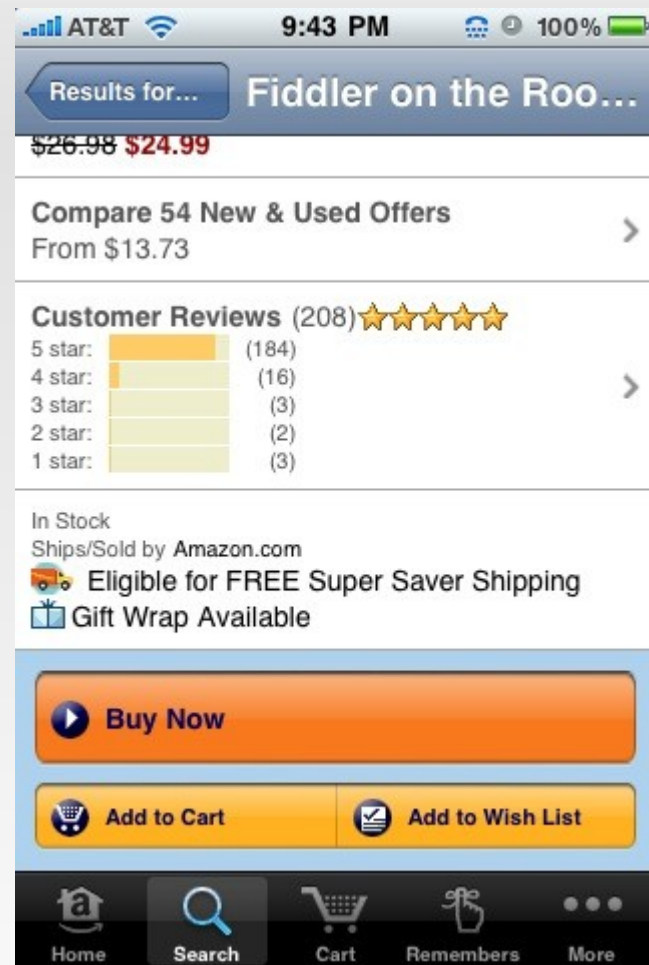 AT&T 9:43 PM 100%
Results for... Fiddler on the Roo...
$26.98 $24.99
Compare 54 New & Used Offers
From $13.73
Customer Reviews (208)
5 star: (184)
4 star: (16)
3 star: (3)
2 star: (2)
1 star: (3)
In Stock
Ships/Sold by Amazon.com
Eligible for FREE Super Saver Shipping
Gift Wrap Available
Buy Now
Add to Cart Add to Wish List
a
Home Search Cart Remembers More